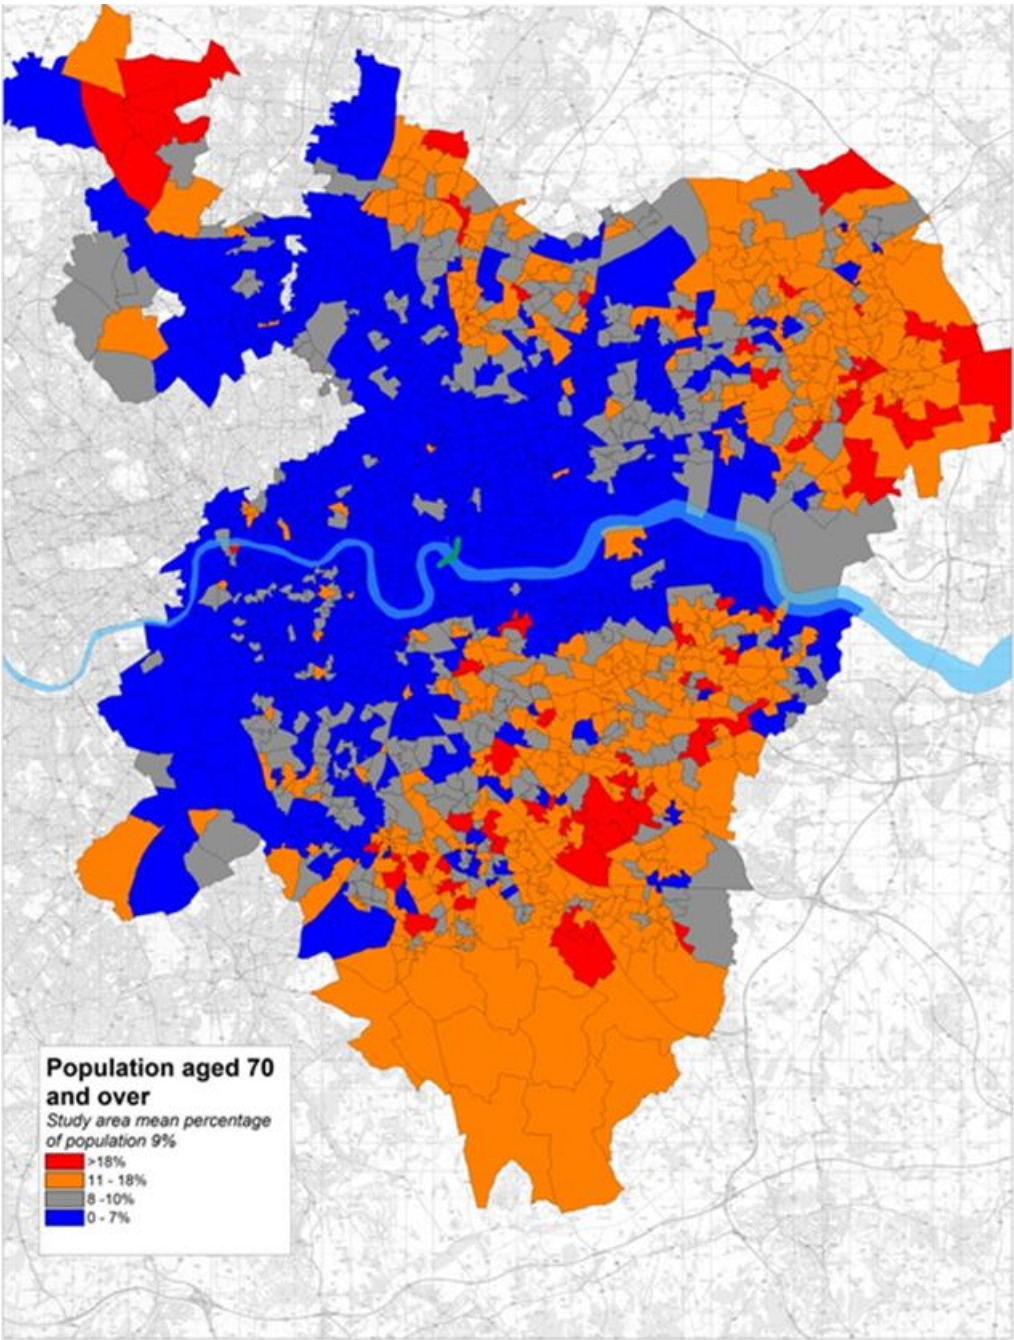 Population aged 70
and over
Study area mean percentage
of population 9%
>18%
11 - 18%
8 -10%
0 - 7%